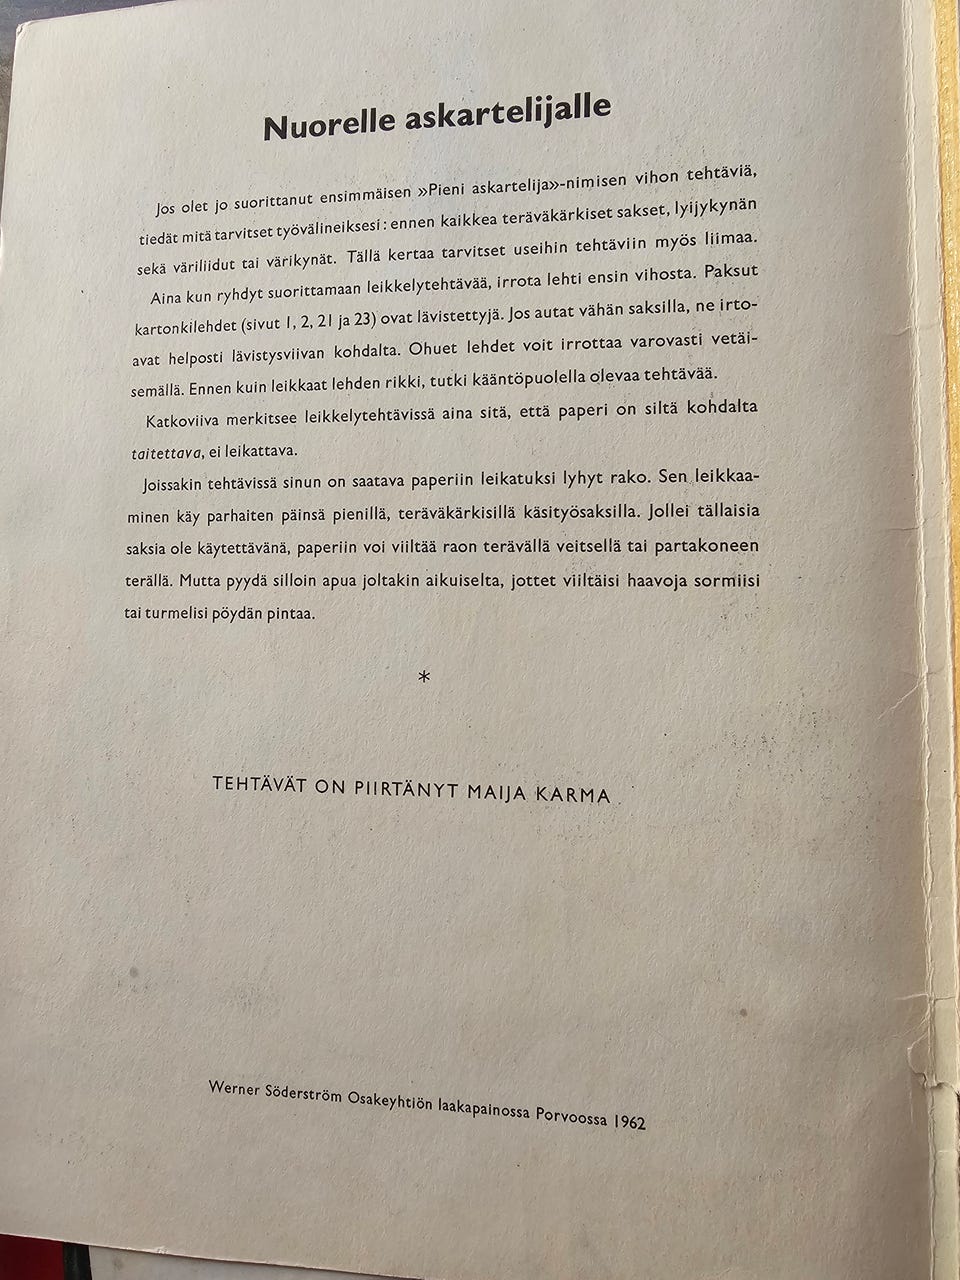 Nuorelle askartelijalle
Jos olet jo suorittanut ensimmäisen »Pieni askartelija»-nimisen vihon tehtäviä,
tiedät mitä tarvitset työvälineiksesi: ennen kaikkea teräväkärkiset sakset, lyijykynän
sekä väriliidut tai värikynät. Tällä kertaa tarvitset useihin tehtäviin myös liimaa.
Aina kun ryhdyt suorittamaan leikkelytehtävää, irrota lehti ensin vihosta. Paksut
kartonkilehdet (sivut 1, 2, 21 ja 23) ovat lävistettyjä. Jos autat vähän saksilla, ne irto-
avat helposti lävistysviivan kohdalta. Ohuet lehdet voit irrottaa varovasti vetäi-
semällä. Ennen kuin leikkaat lehden rikki, tutki kääntöpuolella olevaa tehtävää.
Katkoviiva merkitsee leikkelytehtävissä aina sitä, että paperi on siltä kohdalta
taitettava, ei leikattava.
Joissakin tehtävissä sinun on saatava paperiin leikatuksi lyhyt rako. Sen leikkaa-
minen käy parhaiten päinsä pienillä, teräväkärkisillä käsityösaksilla. Jollei tällaisia
saksia ole käytettävänä, paperiin voi viiltää raon terävällä veitsellä tai partakoneen
terällä. Mutta pyydä silloin apua joltakin aikuiselta, jottet viiltäisi haavoja sormiisi
tai turmelisi pöydän pintaa.
*
TEHTÄVÄT ON PIIRTÄNYT MAIJA KARMA
Werner Söderström Osakeyhtiön laakapainossa Porvoossa 1962